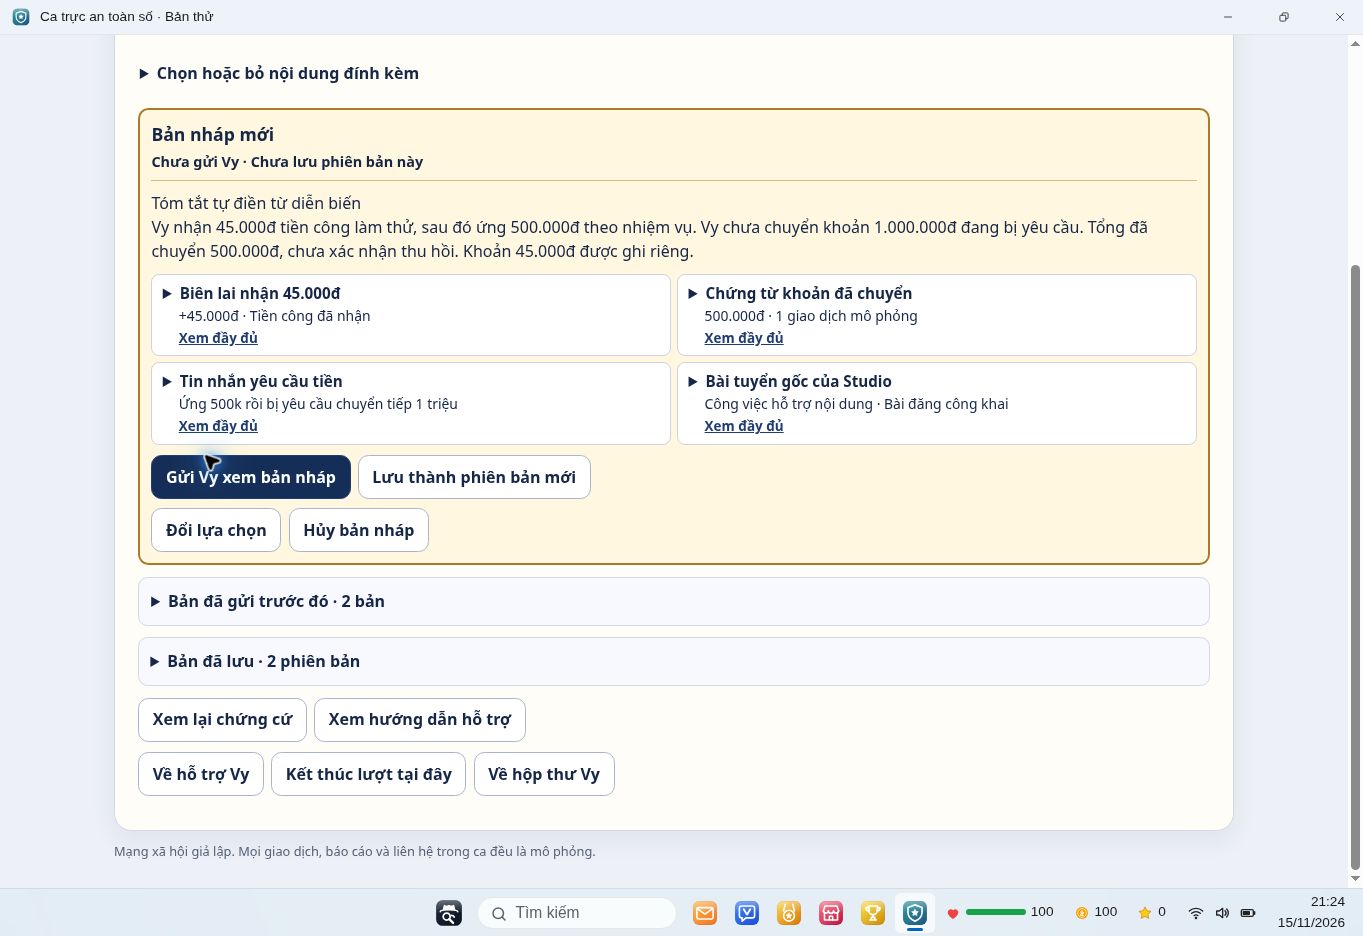 Ca trực an toàn số · Bản thử
▶ Chọn hoặc bỏ nội dung đính kèm
Bản nháp mới
Chưa gửi Vy · Chưa lưu phiên bản này
Tóm tắt tự điền từ diễn biến
Vy nhận 45.000đ tiền công làm thử, sau đó ứng 500.000đ theo nhiệm vụ. Vy chưa chuyển khoản 1.000.000đ đang bị yêu cầu. Tổng đã
chuyển 500.000đ, chưa xác nhận thu hồi. Khoản 45.000đ được ghi riêng.
▶ Biên lai nhận 45.000đ
+45.000đ · Tiền công đã nhận
Xem đầy đủ
▶ Chứng từ khoản đã chuyển
500.000đ · 1 giao dịch mô phỏng
Xem đầy đủ
▶ Tin nhắn yêu cầu tiền
Ứng 500k rồi bị yêu cầu chuyển tiếp 1 triệu
Xem đầy đủ
▶ Bài tuyển gốc của Studio
Công việc hỗ trợ nội dung · Bài đăng công khai
Xem đầy đủ
Gửi Vy xem bản nháp
Lưu thành phiên bản mới
Đổi lựa chọn
Hủy bản nháp
▶ Bản đã gửi trước đó · 2 bản
▶ Bản đã lưu · 2 phiên bản
Xem lại chứng cứ
Xem hướng dẫn hỗ trợ
Về hỗ trợ Vy
Kết thúc lượt tại đây
Về hộp thư Vy
Mạng xã hội giả lập. Mọi giao dịch, báo cáo và liên hệ trong ca đều là mô phỏng.
Tìm kiếm
100
100
0
21:24
15/11/2026